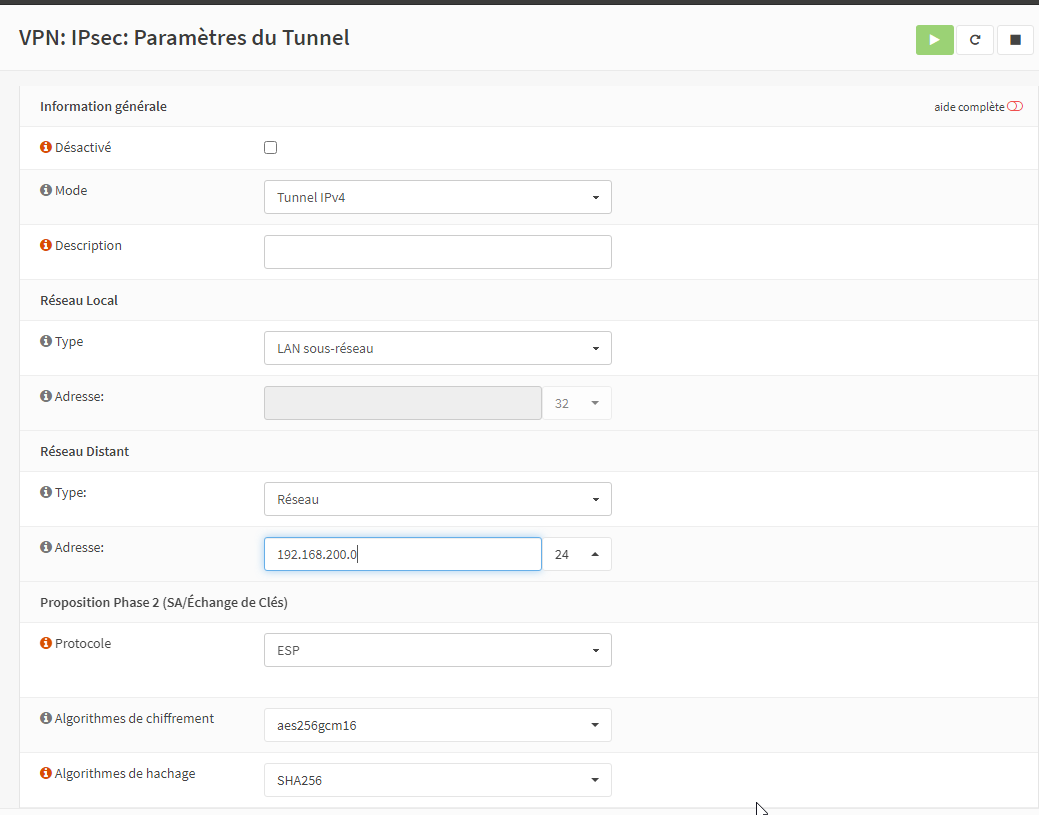 VPN: IPsec: Paramètres du Tunnel
Information générale
aide complète
Désactivé
Mode
Tunnel IPv4
Description
Réseau Local
Type
LAN sous-réseau
Adresse:
32
Réseau Distant
Type:
Réseau
Adresse:
192.168.200.0
24
Proposition Phase 2 (SA/Échange de Clés)
Protocole
ESP
Algorithmes de chiffrement
aes256gcm16
Algorithmes de hachage
SHA256